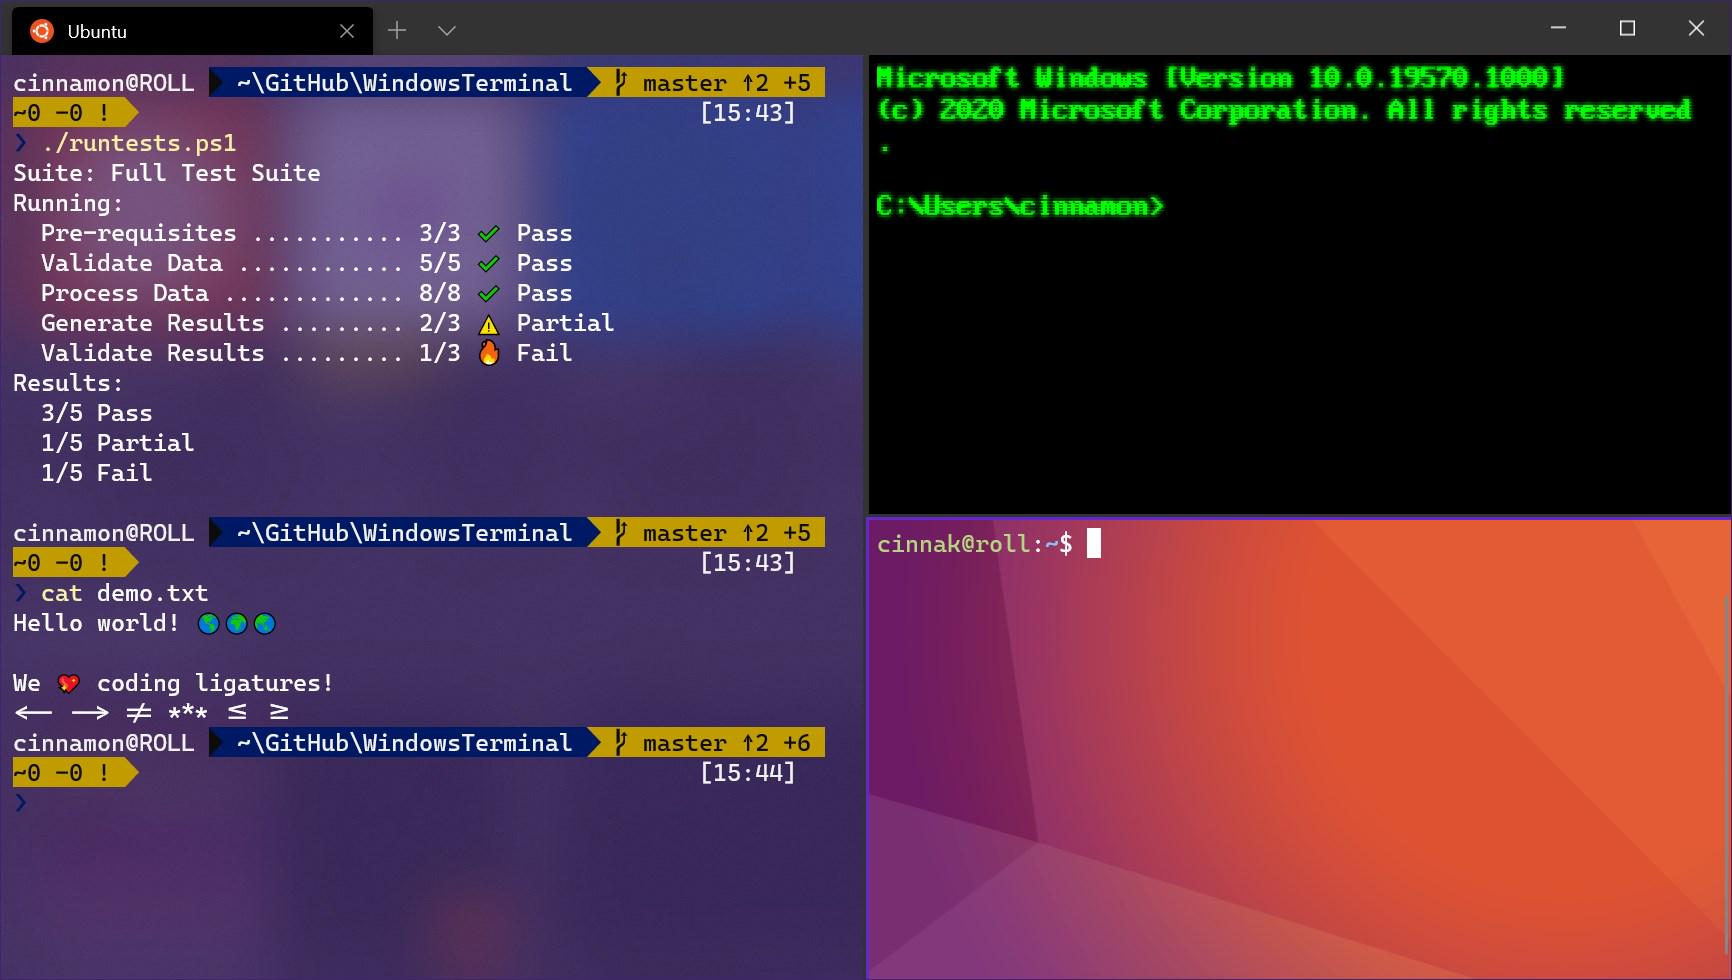 Ubuntu
cinnamon@ROLL ~\GitHub\WindowsTerminal master ↑2 +5
~0 -0 ! [15:43]
❯ ./runtests.ps1
Suite: Full Test Suite
Running:
Pre-requisites ........... 3/3 ✔ Pass
Validate Data ............ 5/5 ✔ Pass
Process Data ............. 8/8 ✔ Pass
Generate Results ......... 2/3 ⚠ Partial
Validate Results ......... 1/3 🔥 Fail
Results:
3/5 Pass
1/5 Partial
1/5 Fail
cinnamon@ROLL ~\GitHub\WindowsTerminal master ↑2 +5
~0 -0 ! [15:43]
❯ cat demo.txt
Hello world! 🌎🌍🌏
We 💖 coding ligatures!
⟵ ⟶ ≠ *** ≤ ≥
cinnamon@ROLL ~\GitHub\WindowsTerminal master ↑2 +6
~0 -0 ! [15:44]
❯
Microsoft Windows [Version 10.0.19570.1000]
(c) 2020 Microsoft Corporation. All rights reserved
.
C:\Users\cinnamon>
cinnak@roll:~$